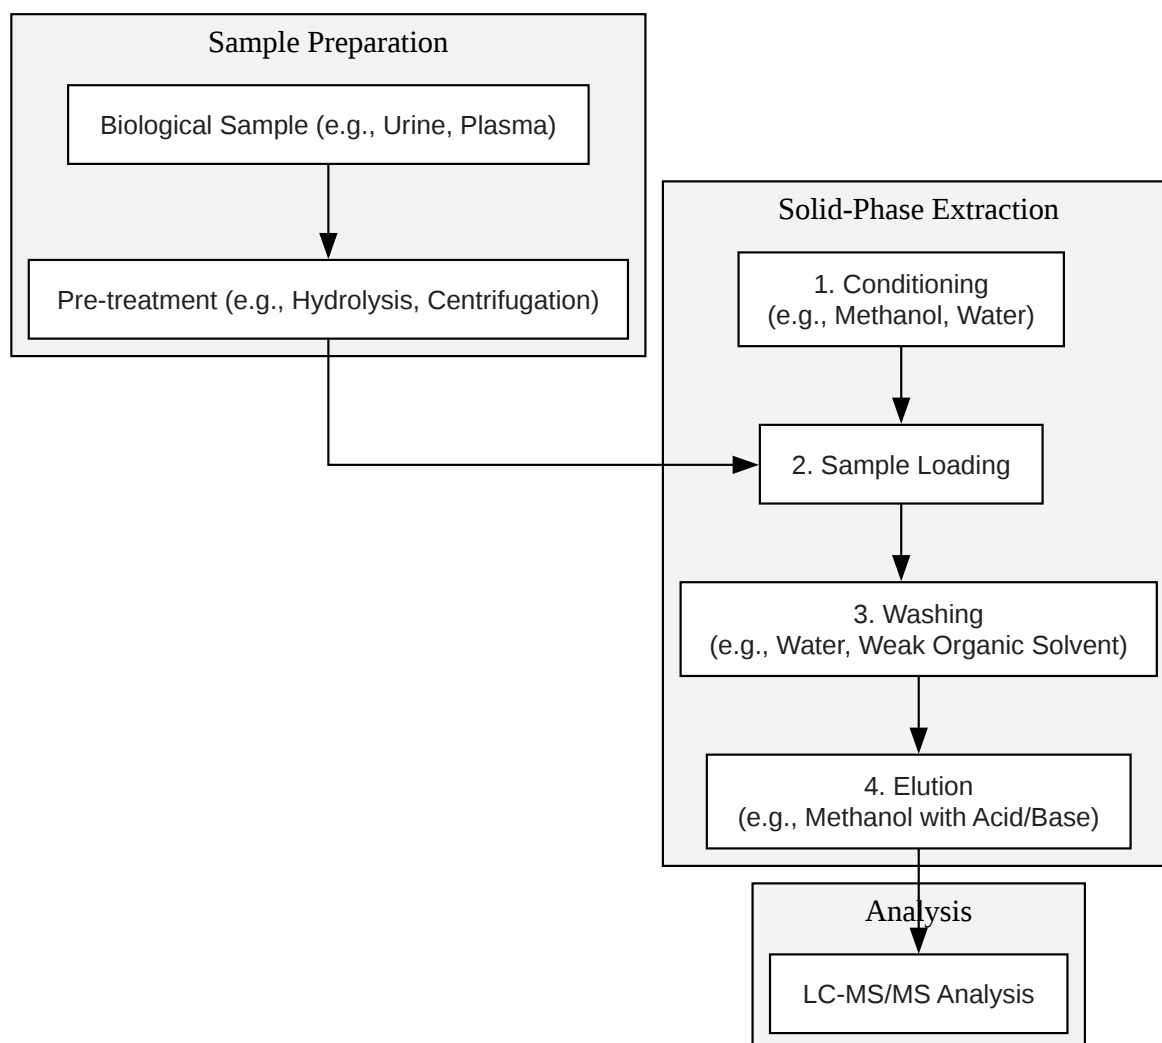 Sample Preparation
Biological Sample (e.g., Urine, Plasma)
Pre-treatment (e.g., Hydrolysis, Centrifugation)
Solid-Phase Extraction
1. Conditioning
(e.g., Methanol, Water)
2. Sample Loading
3. Washing
(e.g., Water, Weak Organic Solvent)
4. Elution
(e.g., Methanol with Acid/Base)
Analysis
LC-MS/MS Analysis